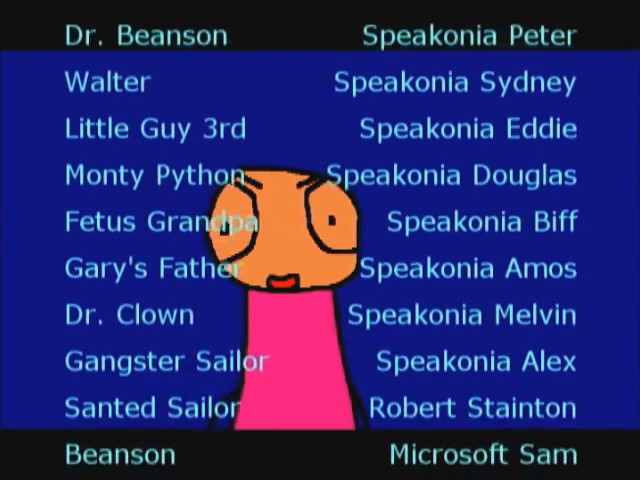 Dr. Beanson Speakonia Peter
Walter Speakonia Sydney
Little Guy 3rd Speakonia Eddie
Monty Python Speakonia Douglas
Fetus Grandpa Speakonia Biff
Gary's Father Speakonia Amos
Dr. Clown Speakonia Melvin
Gangster Sailor Speakonia Alex
Santed Sailor Robert Stainton
Beanson Microsoft Sam